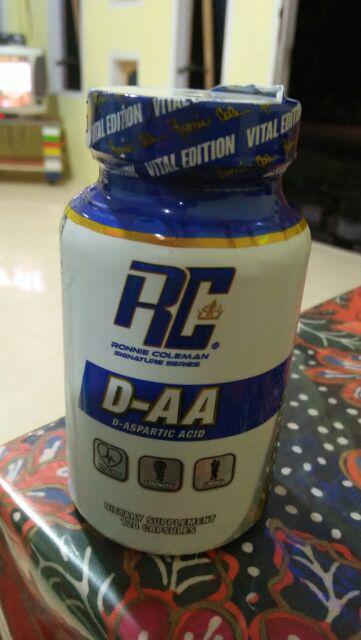 VITAL EDITION
VITAL EDITION
VITAL EDITION
RC®
RONNIE COLEMAN
SIGNATURE SERIES
D-AA
D-ASPARTIC ACID
STRENGTH
DIETARY SUPPLEMENT
120 CAPSULES